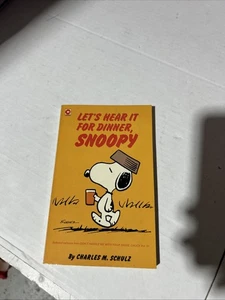 LET'S HEAR IT
FOR DINNER,
SNOOPY
By CHARLES M. SCHULZ